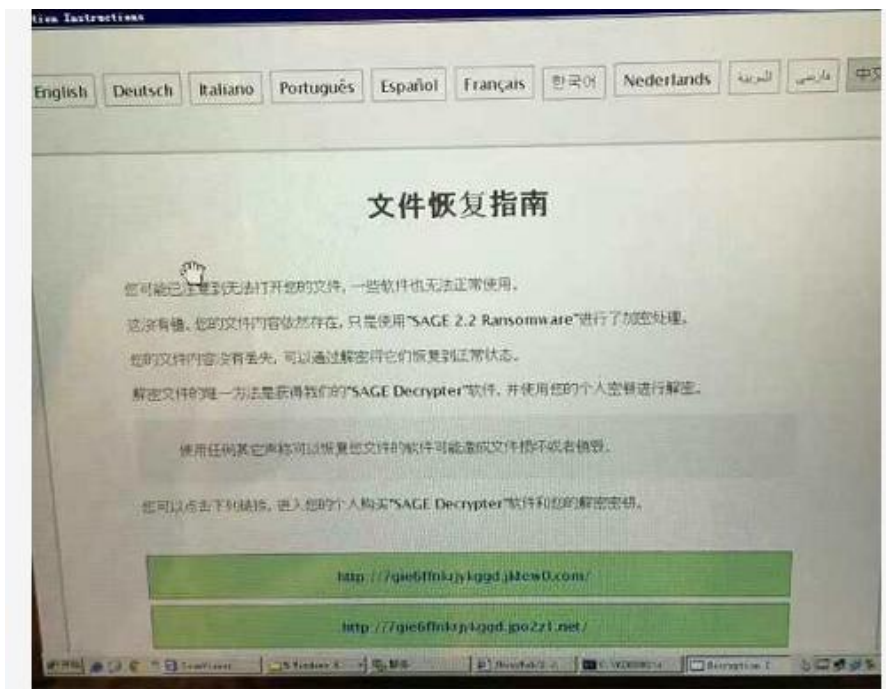 English Deutsch Italiano Português Español Français 한국어 Nederlands العربية فارسی
文件恢复指南
您可能已注意到无法打开您的文件,一些软件也无法正常使用。
这没有错。您的文件内容依然存在,只是使用"SAGE 2.2 Ransomware"进行了加密处理。
您的文件内容没有丢失,可以通过解密将它们恢复到正常状态。
解密文件的唯一方法是获得我们的"SAGE Decrypter"软件,并使用您的个人密钥进行解密。
使用任何其它声称可以恢复您文件的软件可能造成文件损坏或者销毁。
您可以点击下列链接,进入您的个人购买"SAGE Decrypter"软件和您的解密密钥。